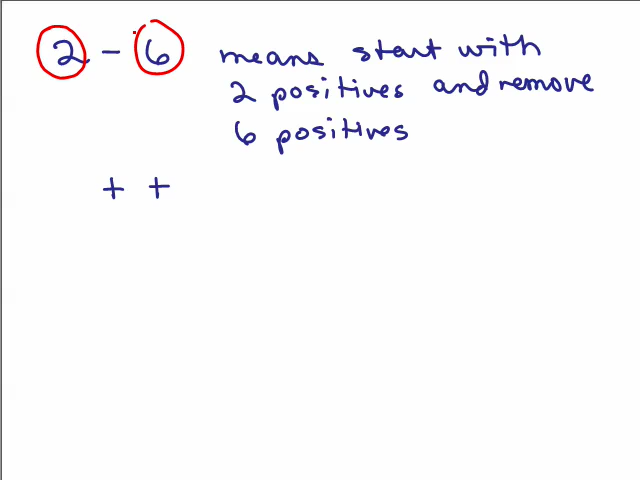 2 - 6 means start with
2 positives and remove
6 positives
+ +